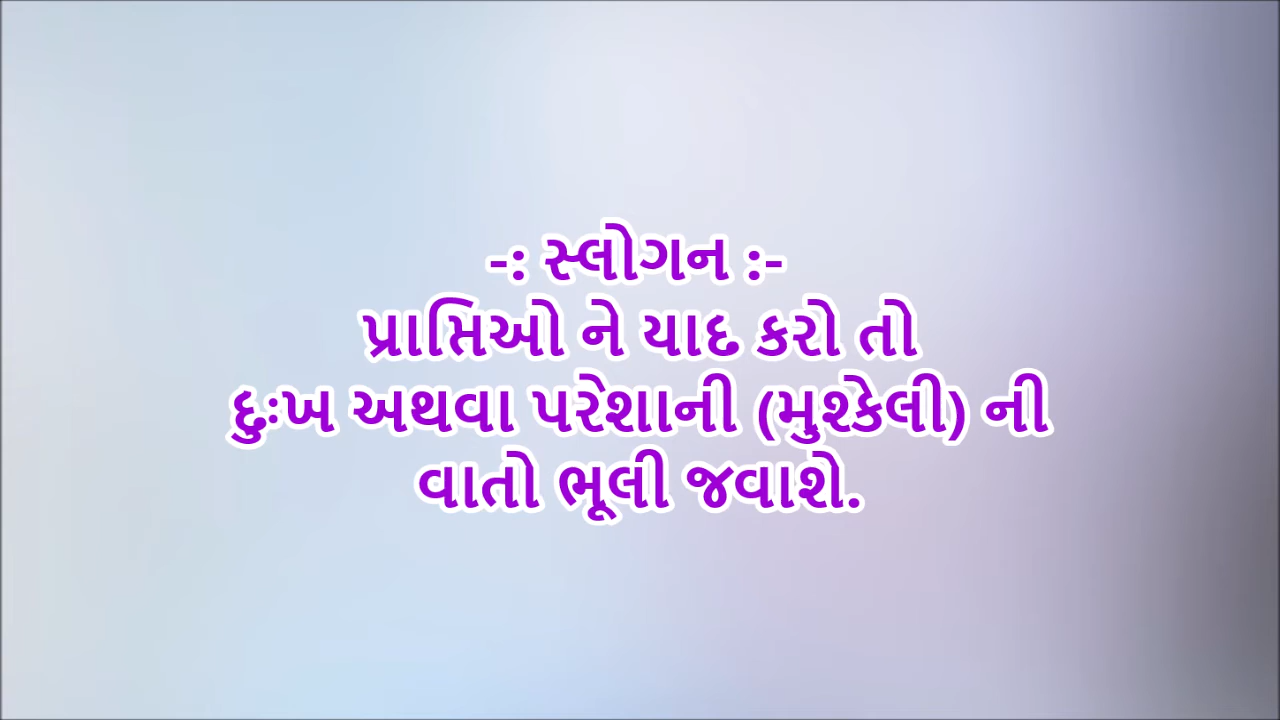 -: સ્લોગન :-
પ્રાપ્તિઓ ને યાદ કરો તો
દુઃખ અથવા પરેશાની (મુશ્કેલી) ની
વાતો ભૂલી જવાશે.